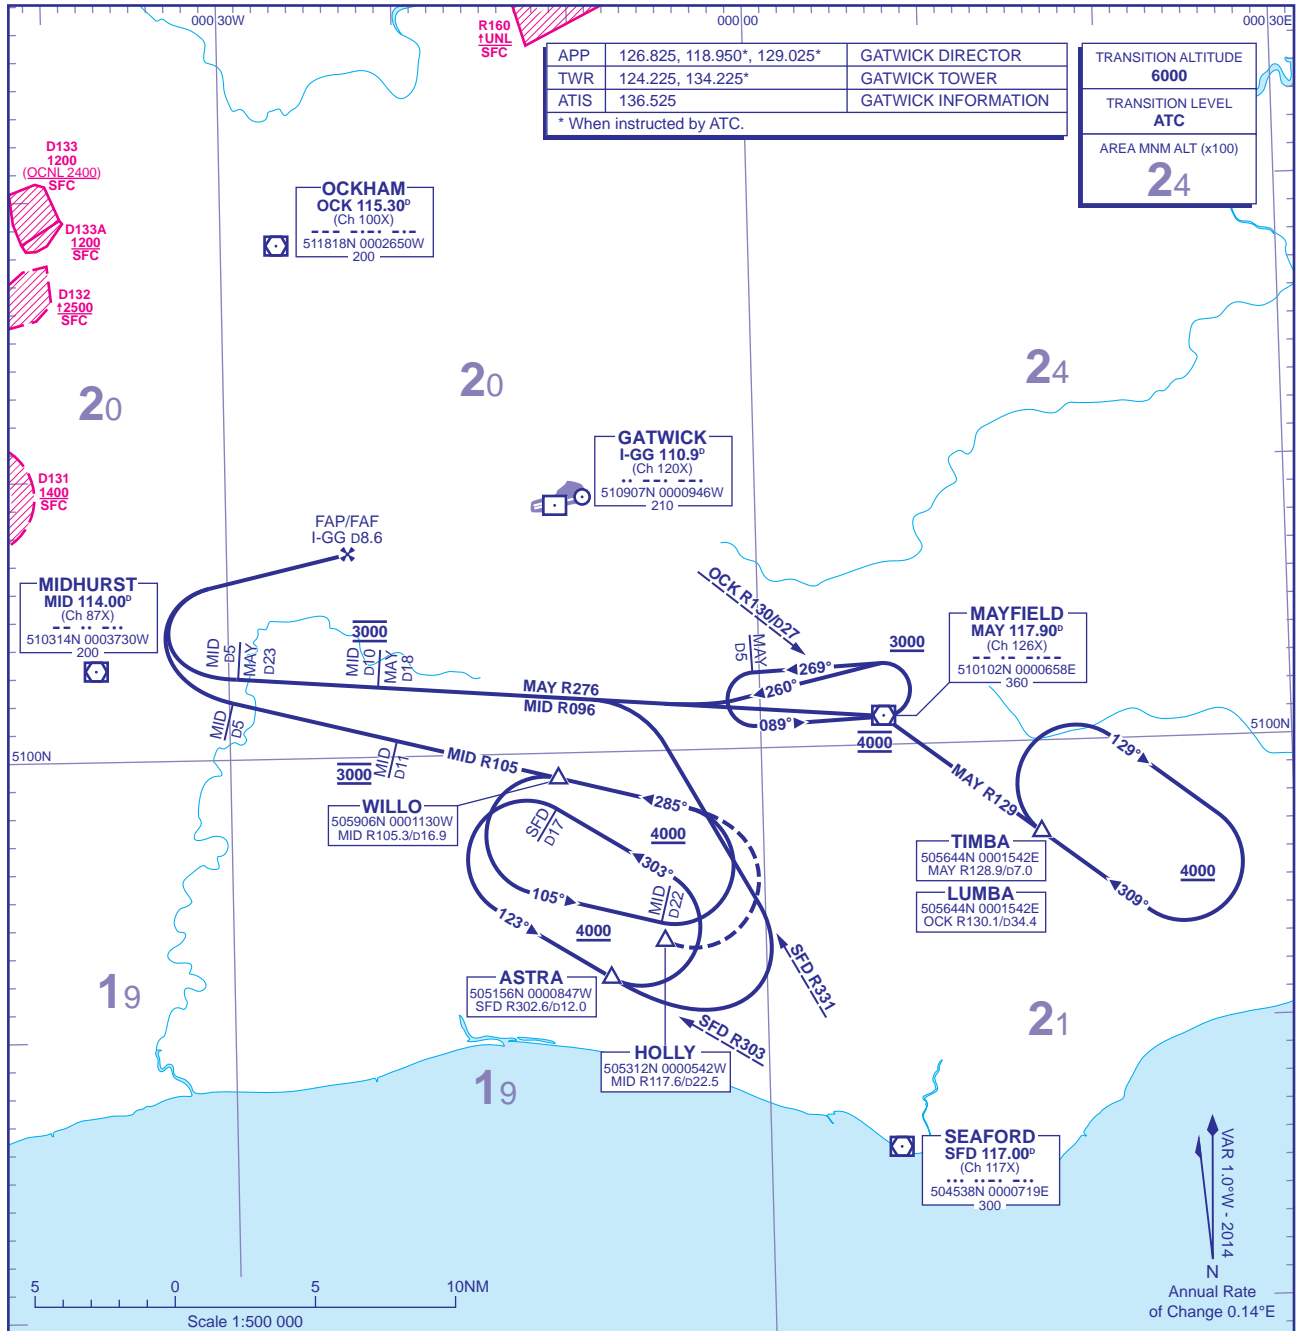 000 30W
000 00
000 30E
R160
↑UNL
SFC
APP 126.825, 118.950*, 129.025* GATWICK DIRECTOR
TWR 124.225, 134.225* GATWICK TOWER
ATIS 136.525 GATWICK INFORMATION
* When instructed by ATC.
TRANSITION ALTITUDE
6000
TRANSITION LEVEL
ATC
AREA MNM ALT (x100)
24
D133
1200
(OCNL 2400)
SFC
D133A
1200
SFC
D132
↑2500
SFC
OCKHAM
OCK 115.30D
(Ch 100X)
--- -.-. -.-
511818N 0002650W
200
20
20
24
D131
1400
SFC
GATWICK
I-GG 110.9D
(Ch 120X)
.. --. --.
510907N 0000946W
210
FAP/FAF
I-GG D8.6
MIDHURST
MID 114.00D
(Ch 87X)
-- .. -..
510314N 0003730W
200
MID
D5
MAY
D23
3000
MID
D10
MAY
D18
OCK R130/D27
MAY
D5
269°
260°
089°
3000
MAYFIELD
MAY 117.90D
(Ch 126X)
-- .- -.--
510102N 0000658E
360
MAY R276
MID R096
4000
5100N
5100N
MID
D5
3000
MID
D11
MID R105
MAY R129
129°
309°
4000
WILLO
505906N 0001130W
MID R105.3/D16.9
285°
4000
SFD
D17
303°
105°
MID
D22
123°
4000
TIMBA
505644N 0001542E
MAY R128.9/D7.0
LUMBA
505644N 0001542E
OCK R130.1/D34.4
SFD R331
ASTRA
505156N 0000847W
SFD R302.6/D12.0
SFD R303
19
21
HOLLY
505312N 0000542W
MID R117.6/D22.5
19
SEAFORD
SFD 117.00D
(Ch 117X)
... ..-. -..
504538N 0000719E
300
VAR 1.0°W - 2014
N
Annual Rate
of Change 0.14°E
5 0 5 10NM
Scale 1:500 000